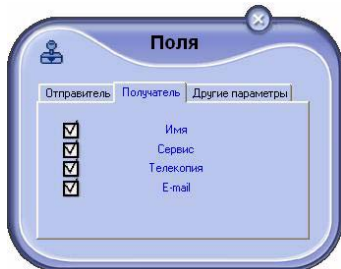 Поля
Отправитель Получатель Другие параметры
Имя
Сервис
Телекопия
E-mail